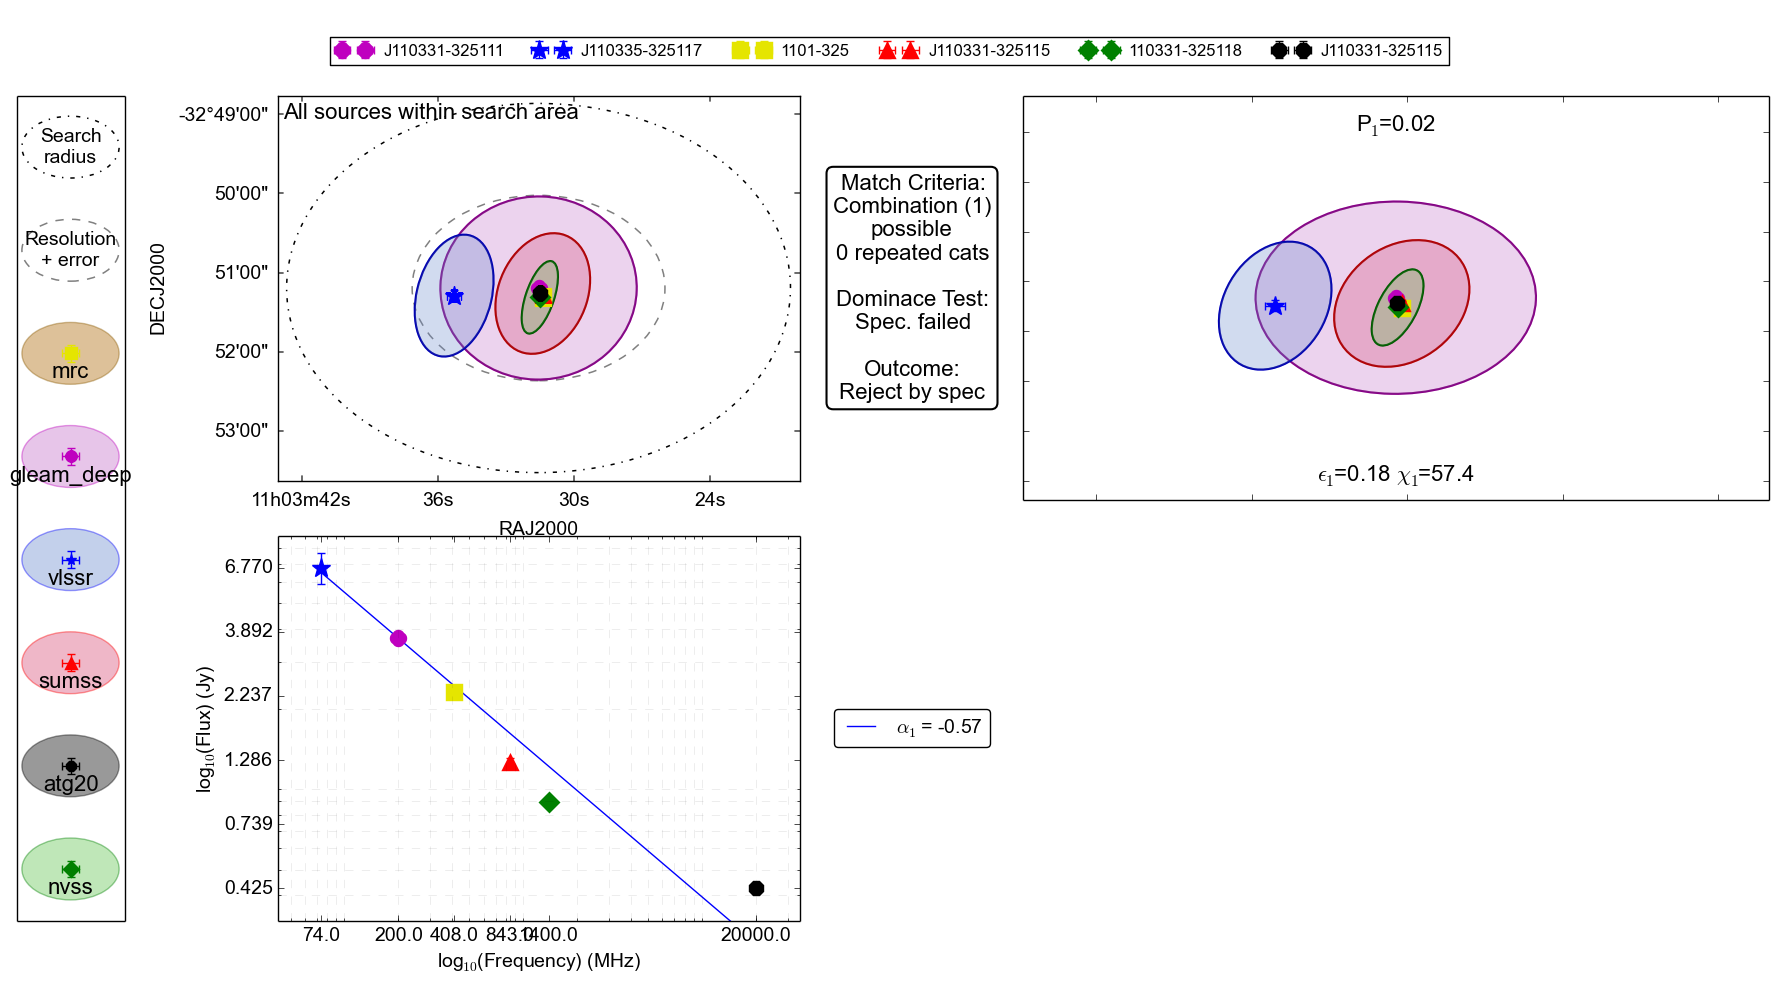 J110331-325111 J110335-325117 1101-325 J110331-325115 110331-325118 J110331-325115
Search
radius
Resolution
+ error
mrc
gleam_deep
vlssr
sumss
atg20
nvss
All sources within search area
-32°49'00"
50'00"
51'00"
52'00"
53'00"
DECJ2000
11h03m42s 36s 30s 24s
RAJ2000
Match Criteria:
Combination (1)
possible
0 repeated cats
Dominace Test:
Spec. failed
Outcome:
Reject by spec
P₁=0.02
ϵ₁=0.18 χ₁=57.4
6.770
3.892
2.237
1.286
0.739
0.425
log₁₀(Flux) (Jy)
74.0 200.0 408.0 843.0 1400.0 20000.0
log₁₀(Frequency) (MHz)
α₁ = -0.57